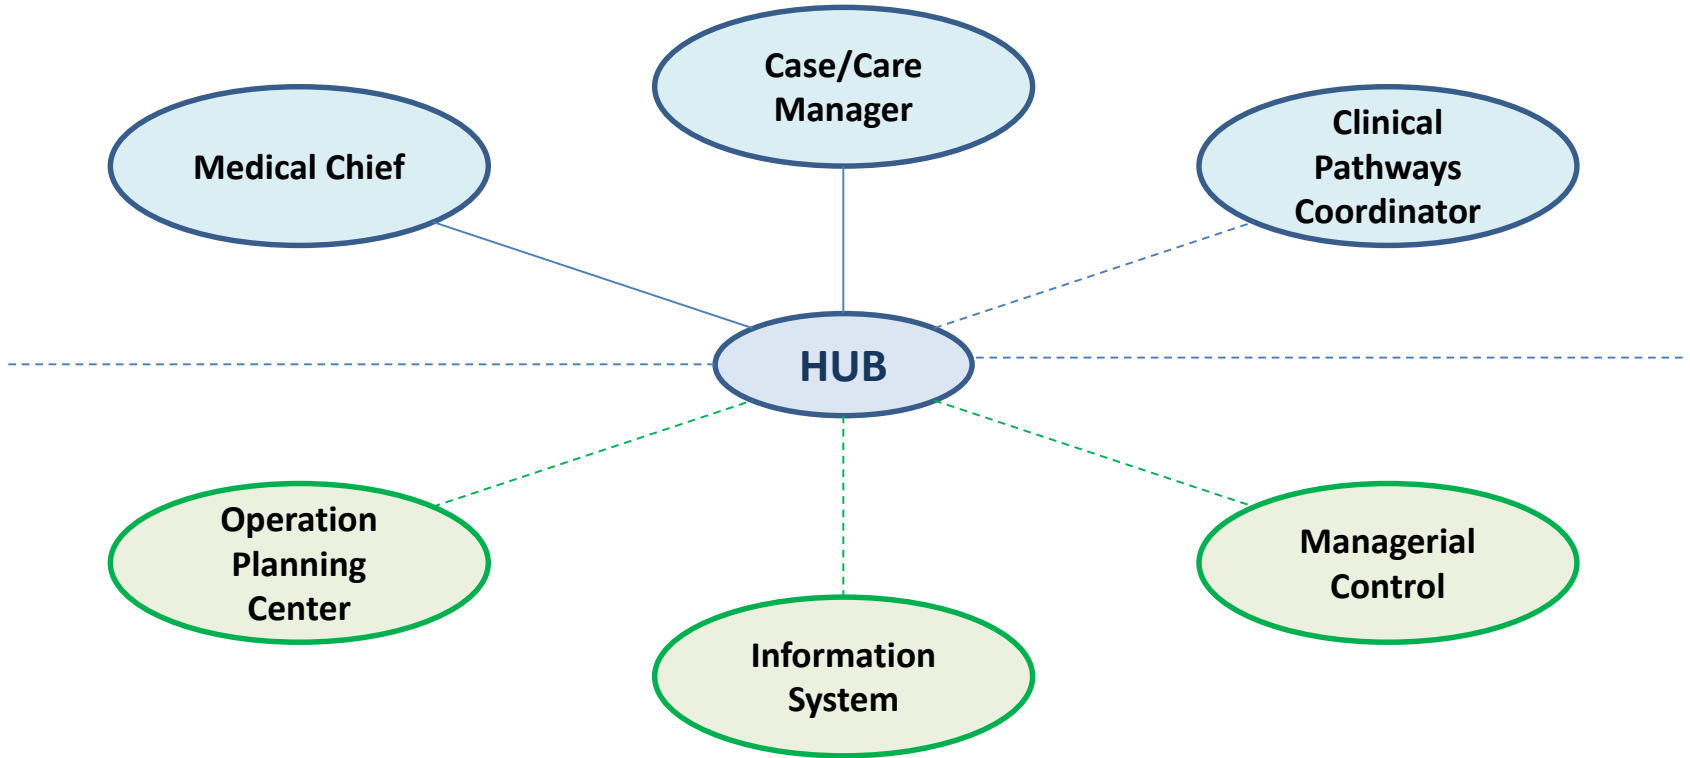 Case/Care
Manager
Medical Chief
Clinical
Pathways
Coordinator
HUB
Operation
Planning
Center
Managerial
Control
Information
System